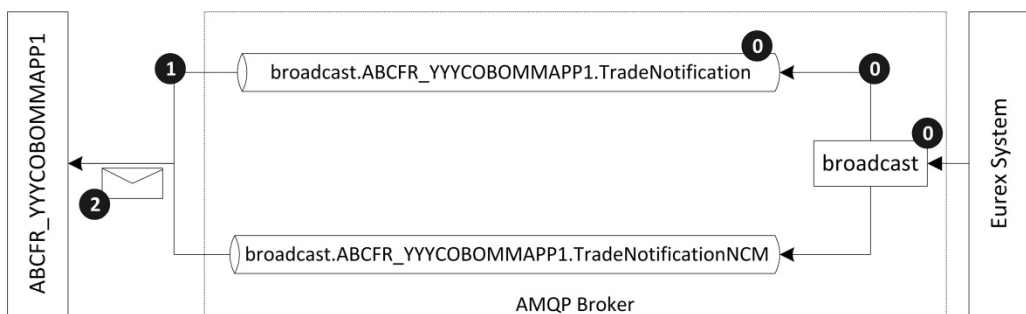 ABCFR_YYYCOBOMMAPP1
0
1
broadcast.ABCFR_YYYCOBOMMAPP1.TradeNotification
0
0
broadcast
2
broadcast.ABCFR_YYYCOBOMMAPP1.TradeNotificationNCM
AMQP Broker
Eurex System